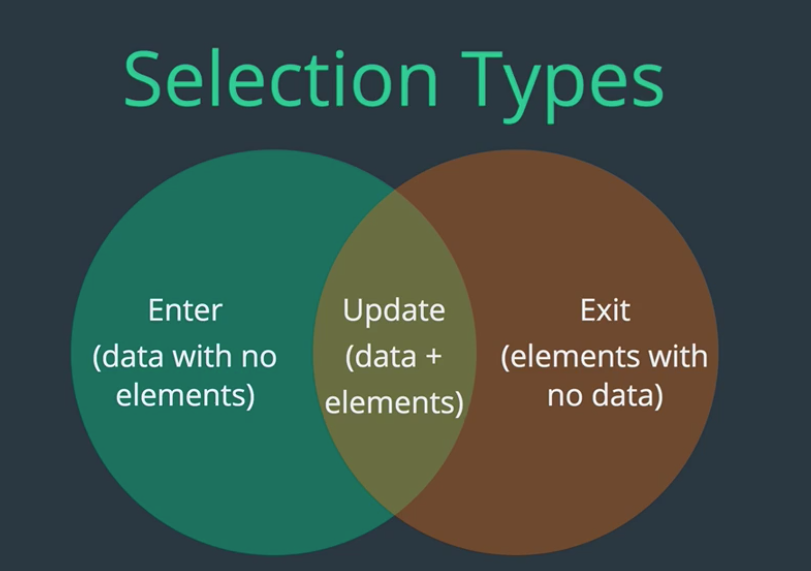 Selection Types
Enter
(data with no
elements)
Update
(data +
elements)
Exit
(elements with
no data)